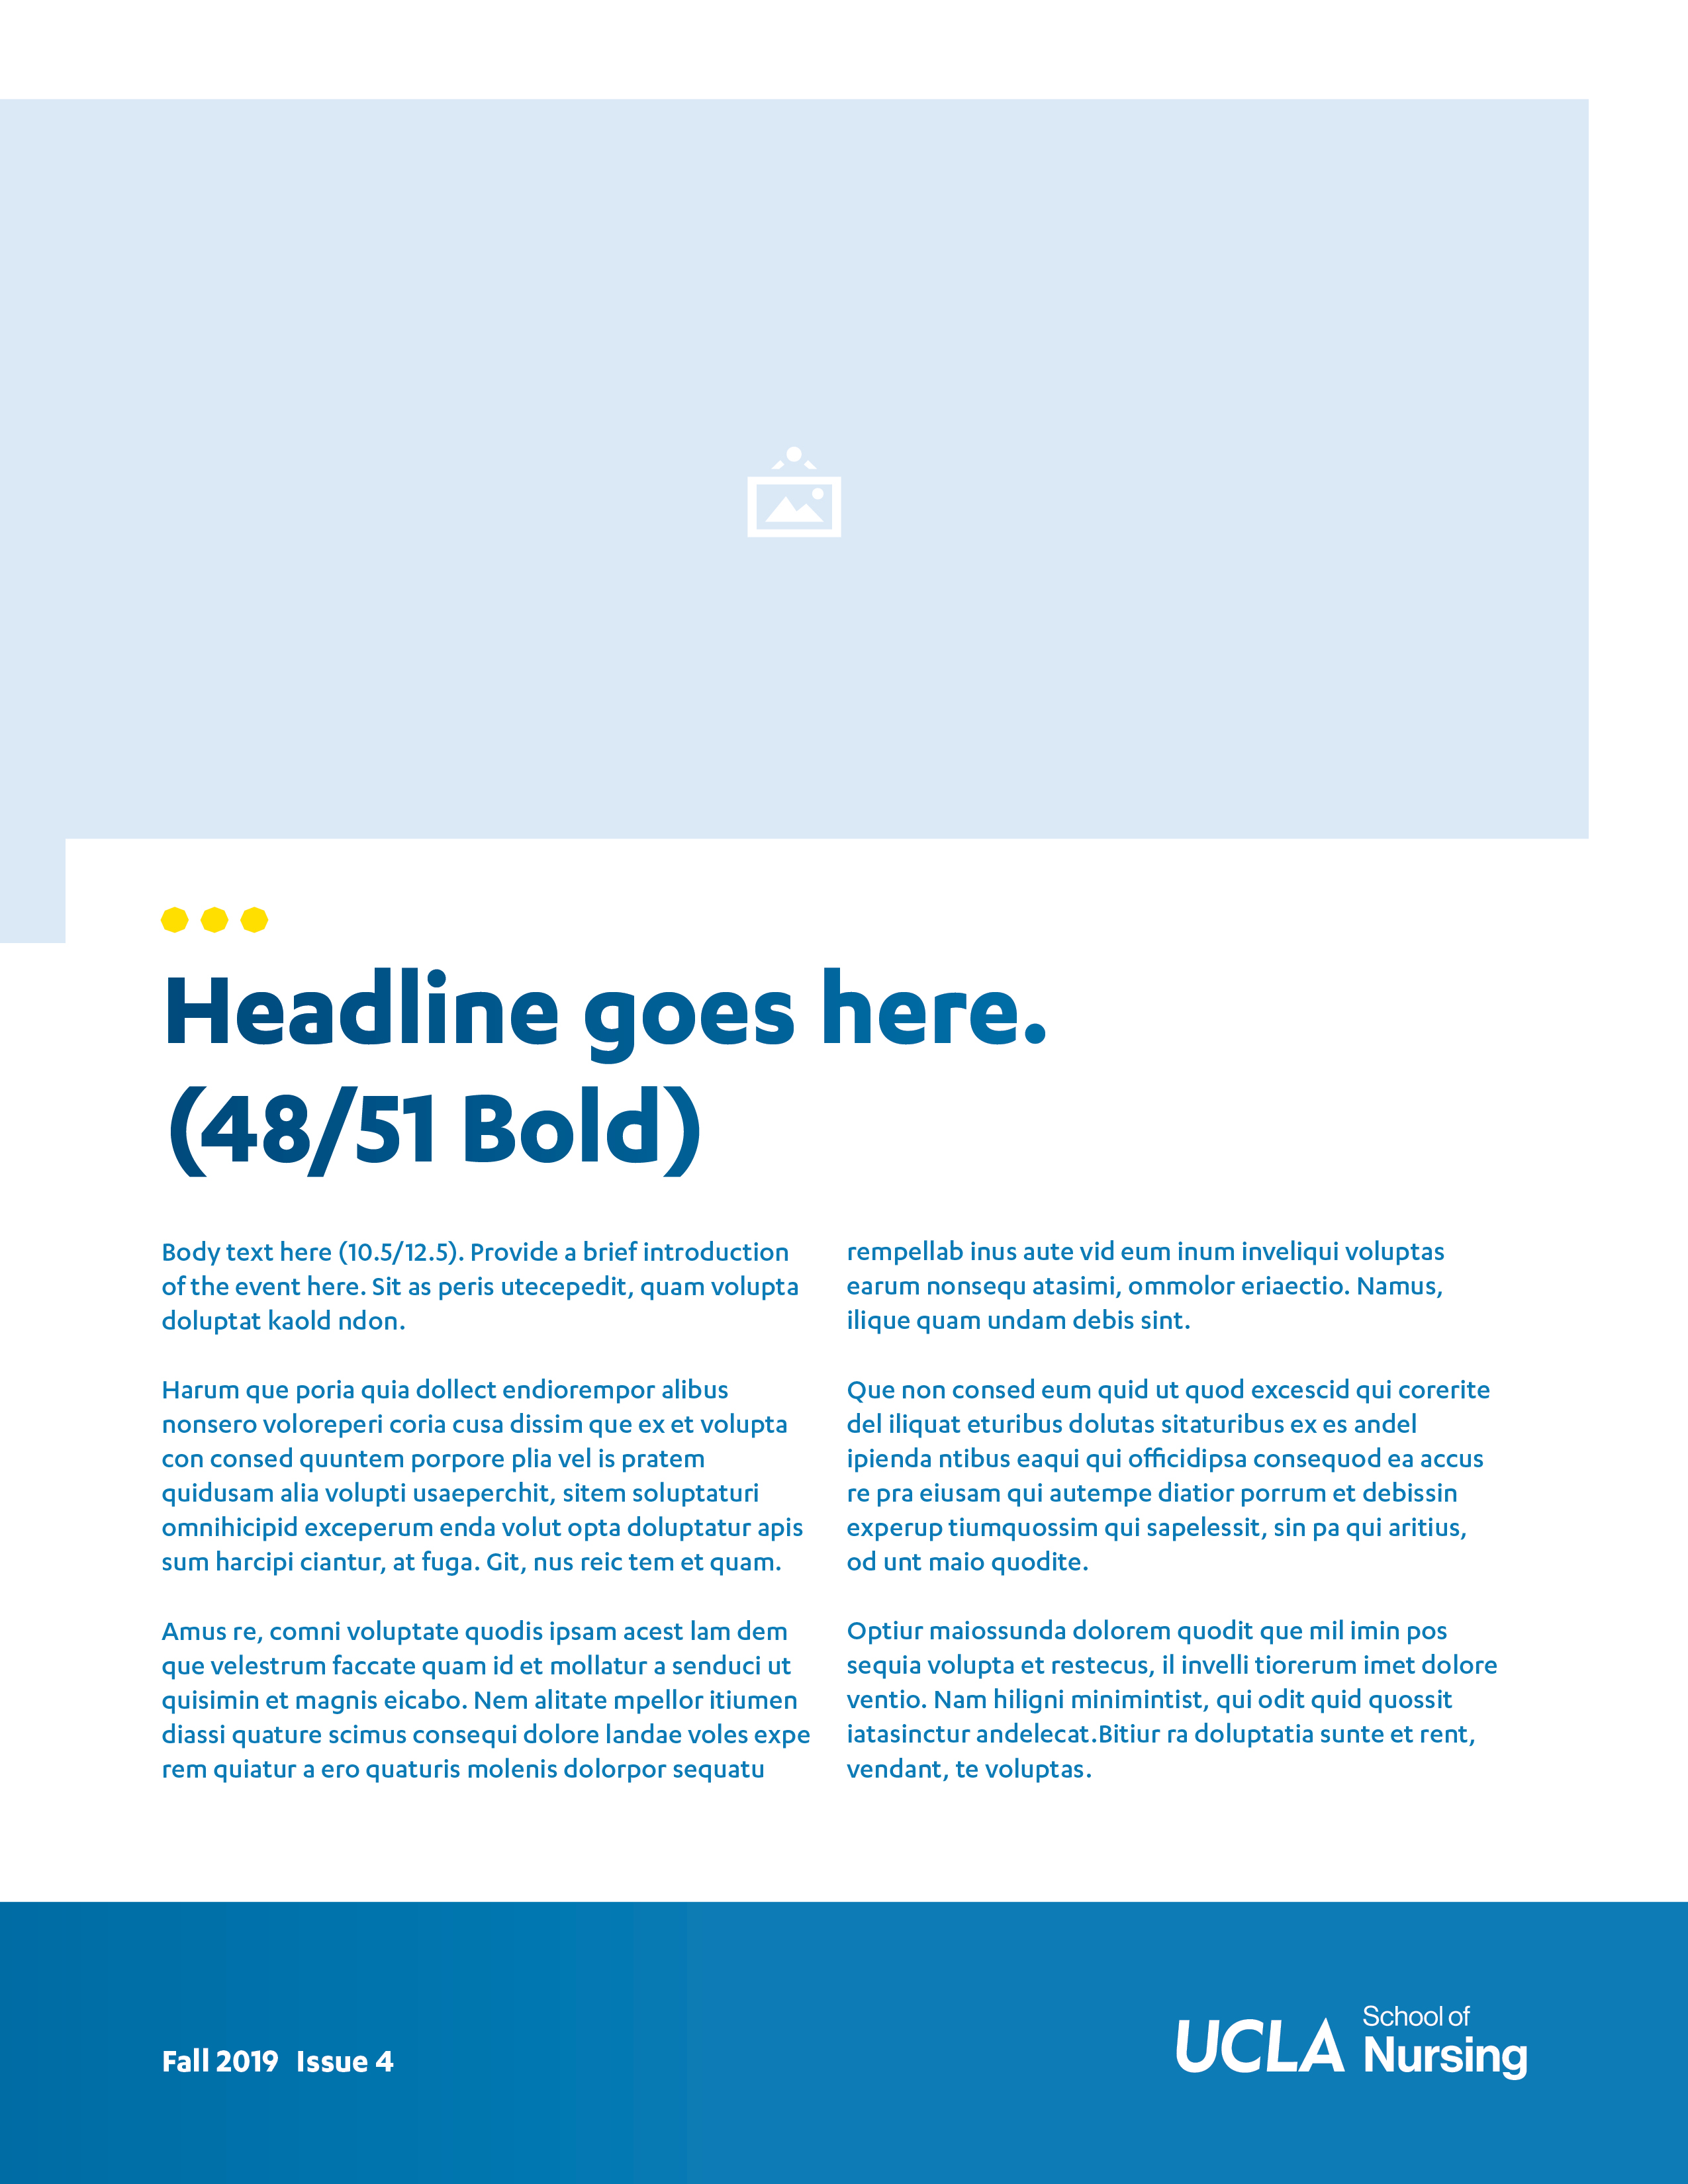 Headline goes here.
(48/51 Bold)
Body text here (10.5/12.5). Provide a brief introduction
of the event here. Sit as peris utecepedit, quam volupta
doluptat kaold ndon.
Harum que poria quia dollect endiorempor alibus
nonsero voloreperi coria cusa dissim que ex et volupta
con consed quuntem porpore plia vel is pratem
quidusam alia volupti usaeperchit, sitem soluptaturi
omnihicipid exceperum enda volut opta doluptatur apis
sum harcipi ciantur, at fuga. Git, nus reic tem et quam.
Amus re, comni voluptate quodis ipsam acest lam dem
que velestrum faccate quam id et mollatur a senduci ut
quisimin et magnis eicabo. Nem alitate mpellor itiumen
diassi quature scimus consequi dolore landae voles expe
rem quiatur a ero quaturis molenis dolorpor sequatu
rempellab inus aute vid eum inum inveliqui voluptas
earum nonsequ atasimi, ommolor eriaectio. Namus,
ilique quam undam debis sint.
Que non consed eum quid ut quod excescid qui corerite
del iliquat eturibus dolutas sitaturibus ex es andel
ipienda ntibus eaqui qui officidipsa consequod ea accus
re pra eiusam qui autempe diatior porrum et debissin
experup tiumquossim qui sapelessit, sin pa qui aritius,
od unt maio quodite.
Optiur maiossunda dolorem quodit que mil imin pos
sequia volupta et restecus, il invelli tiorerum imet dolore
ventio. Nam hiligni minimintist, qui odit quid quossit
iatasinctur andelecat.Bitiur ra doluptatia sunte et rent,
vendant, te voluptas.
Fall 2019 Issue 4
UCLA School of
Nursing